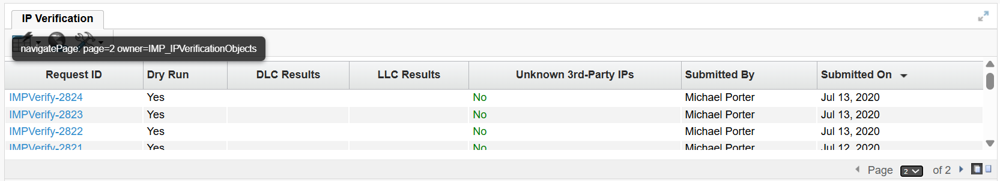 IP Verification
navigatePage: page=2 owner=IMP_IPVerificationObjects
Request ID Dry Run DLC Results LLC Results Unknown 3rd-Party IPs Submitted By Submitted On
IMPVerify-2824 Yes No Michael Porter Jul 13, 2020
IMPVerify-2823 Yes No Michael Porter Jul 13, 2020
IMPVerify-2822 Yes No Michael Porter Jul 13, 2020
IMPVerify-2821 Yes No Michael Porter Jul 12, 2020
Page 2 of 2